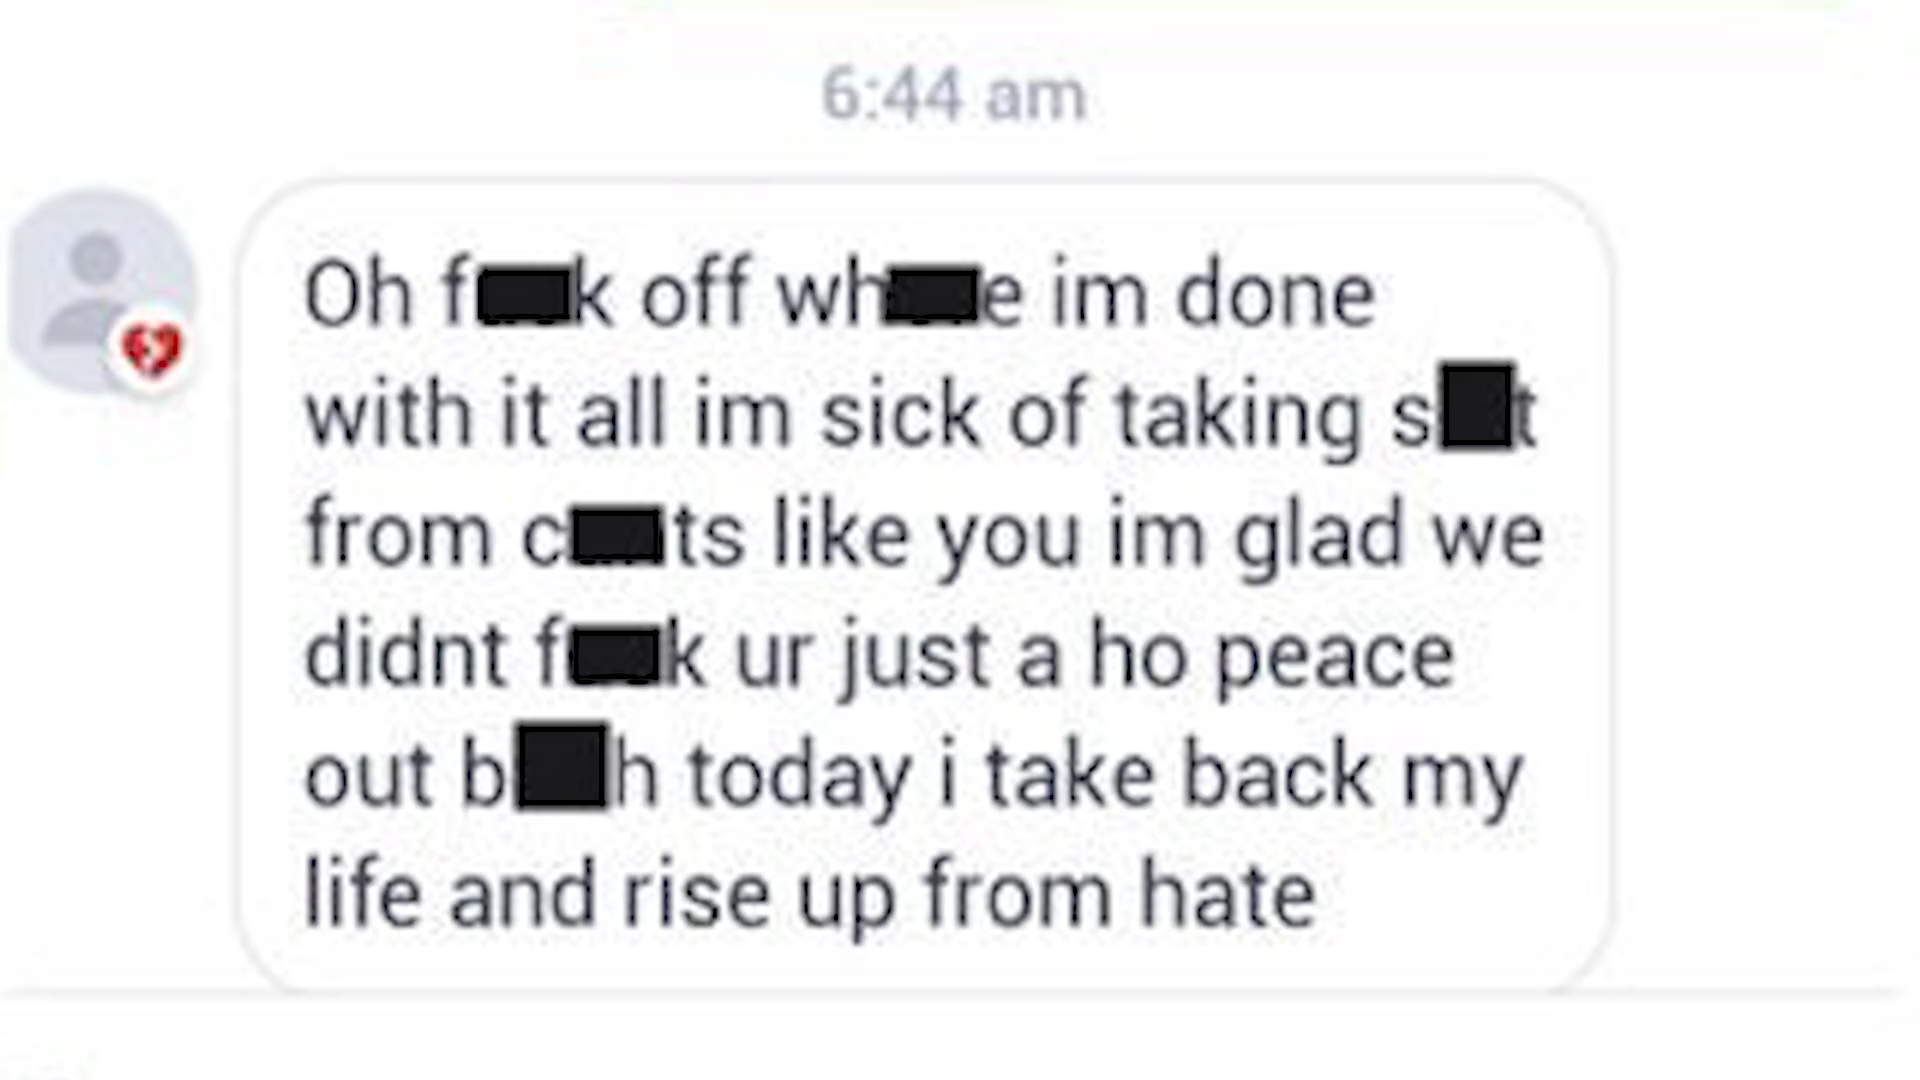 6:44 am
Oh f■k off wh■e im done
with it all im sick of taking s■t
from c■ts like you im glad we
didnt f■k ur just a ho peace
out b■h today i take back my
life and rise up from hate